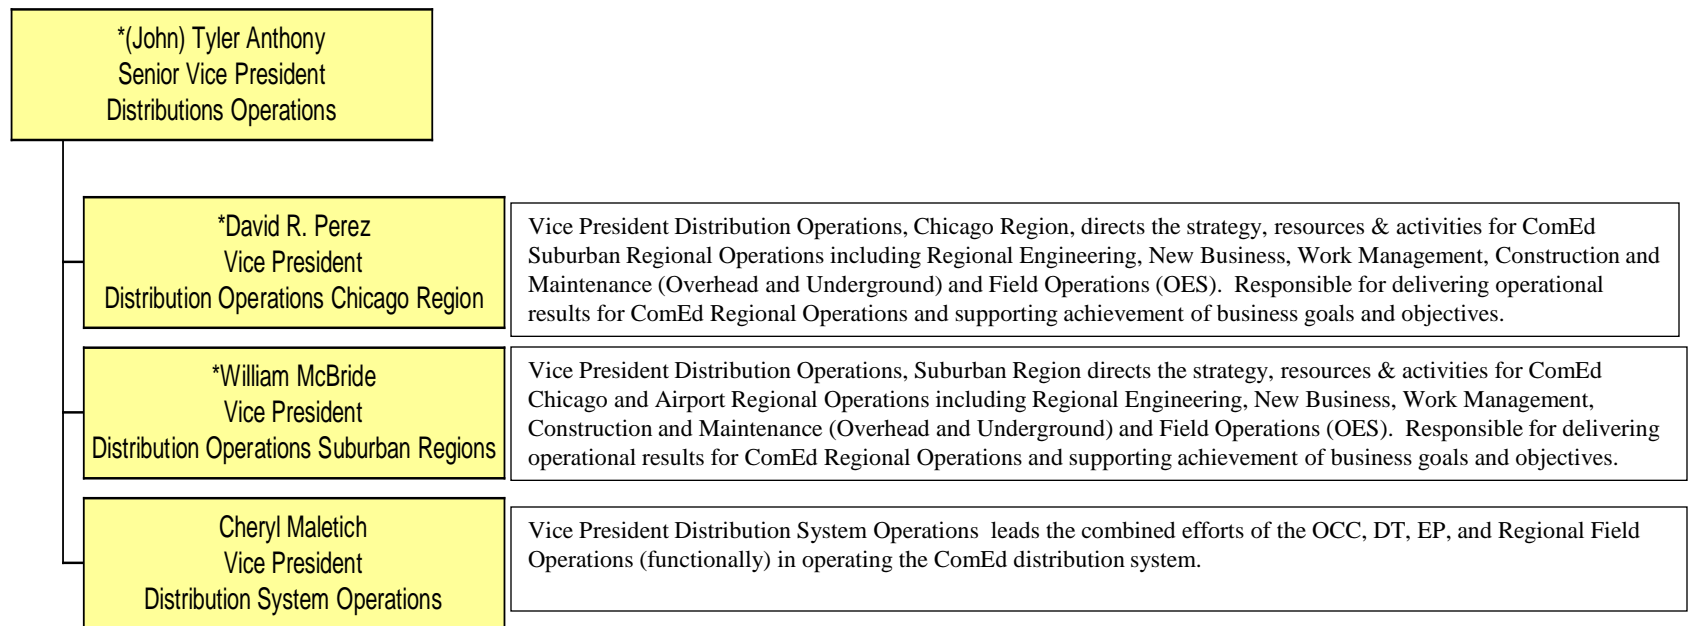 *(John) Tyler Anthony
Senior Vice President
Distributions Operations
*David R. Perez
Vice President
Distribution Operations Chicago Region
Vice President Distribution Operations, Chicago Region, directs the strategy, resources & activities for ComEd
Suburban Regional Operations including Regional Engineering, New Business, Work Management, Construction and
Maintenance (Overhead and Underground) and Field Operations (OES).  Responsible for delivering operational
results for ComEd Regional Operations and supporting achievement of business goals and objectives.
*William McBride
Vice President
Distribution Operations Suburban Regions
Vice President Distribution Operations, Suburban Region directs the strategy, resources & activities for ComEd
Chicago and Airport Regional Operations including Regional Engineering, New Business, Work Management,
Construction and Maintenance (Overhead and Underground) and Field Operations (OES).  Responsible for delivering
operational results for ComEd Regional Operations and supporting achievement of business goals and objectives.
Cheryl Maletich
Vice President
Distribution System Operations
Vice President Distribution System Operations  leads the combined efforts of the OCC, DT, EP, and Regional Field
Operations (functionally) in operating the ComEd distribution system.